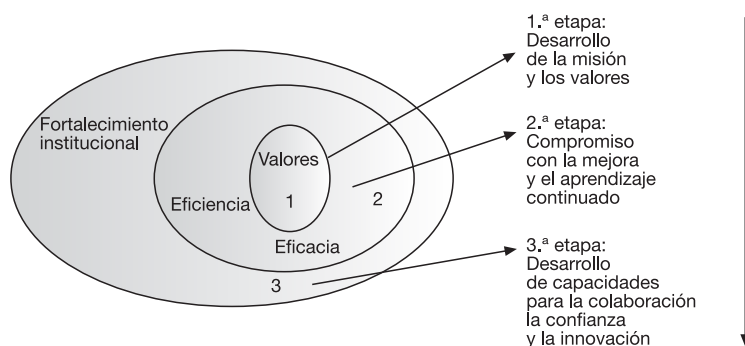 Fortalecimiento
institucional
Valores
1
Eficiencia
2
Eficacia
3
1.ª etapa:
Desarrollo
de la misión
y los valores
2.ª etapa:
Compromiso
con la mejora
y el aprendizaje
continuado
3.ª etapa:
Desarrollo
de capacidades
para la colaboración
la confianza
y la innovación